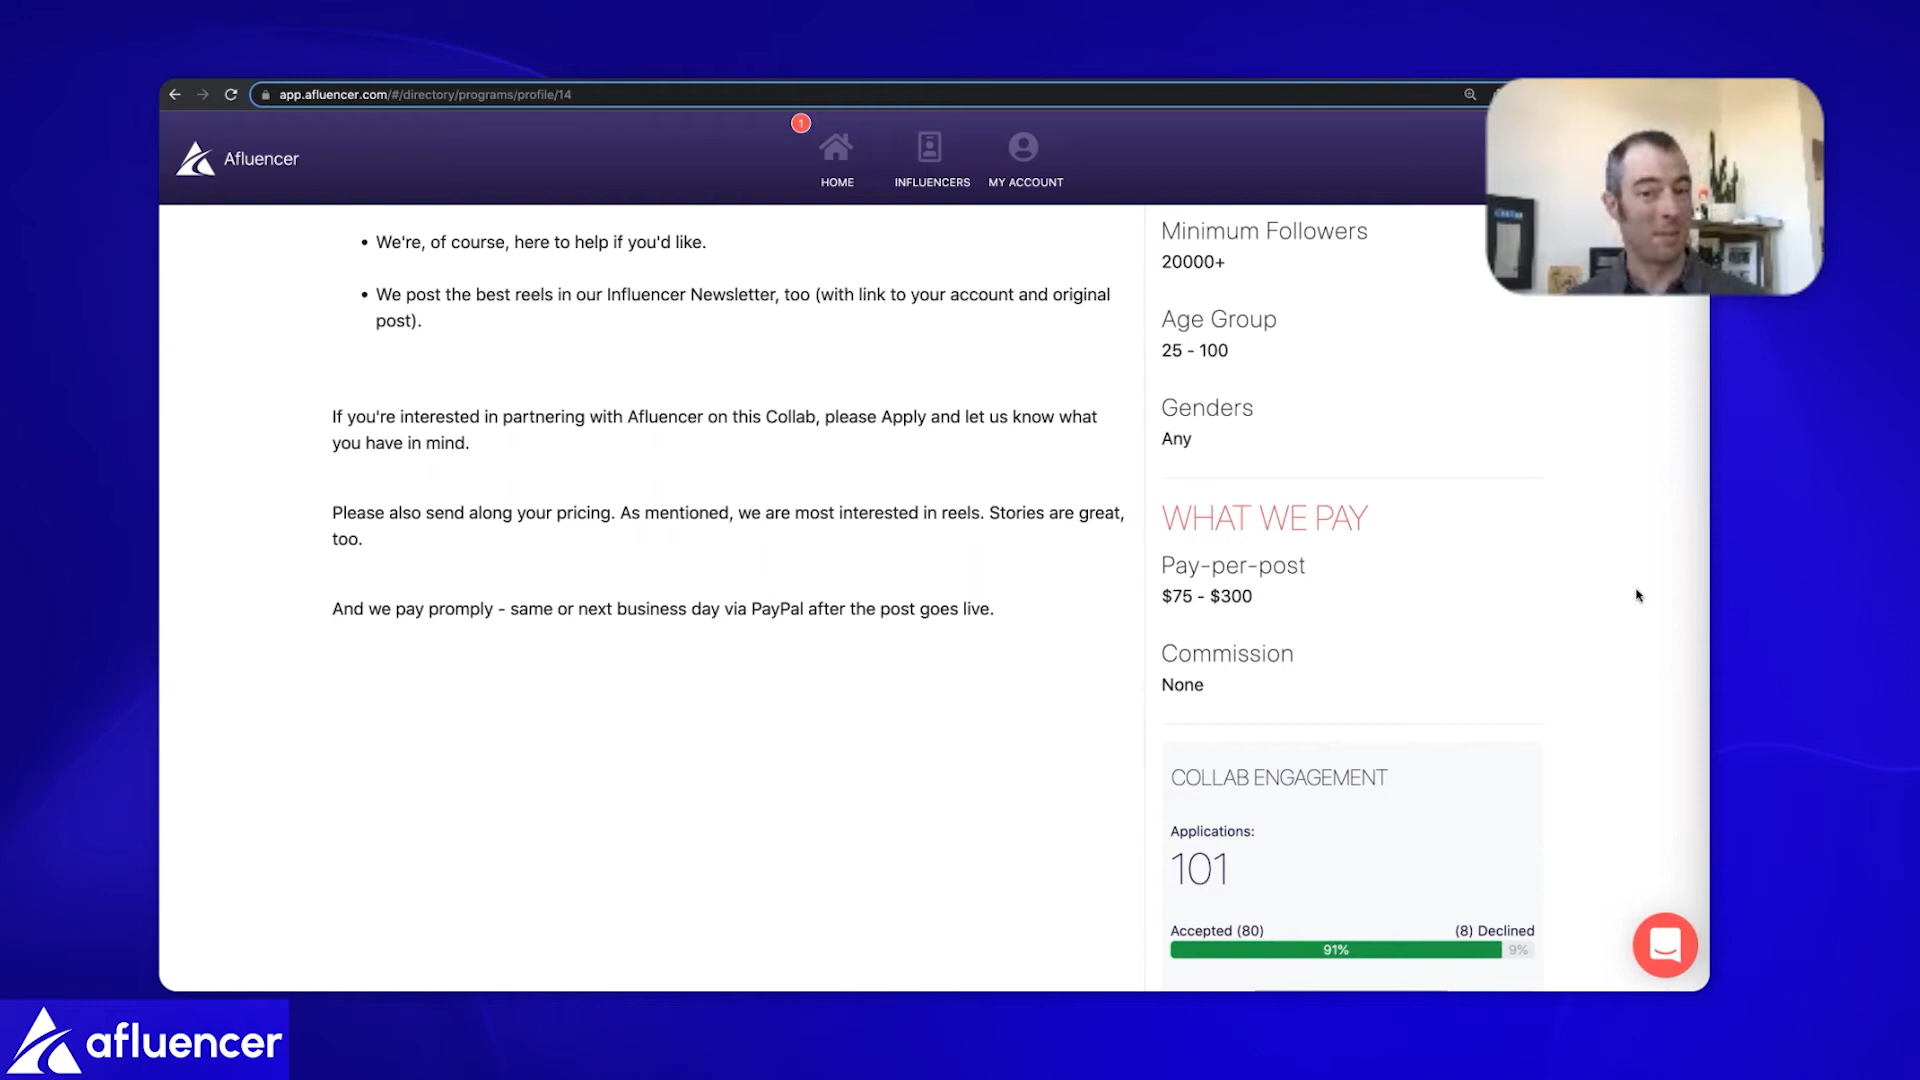 app.afluencer.com/#/directory/programs/profile/14
Afluencer
1
HOME
INFLUENCERS
MY ACCOUNT
• We're, of course, here to help if you'd like.
• We post the best reels in our Influencer Newsletter, too (with link to your account and original
post).
If you're interested in partnering with Afluencer on this Collab, please Apply and let us know what
you have in mind.
Please also send along your pricing. As mentioned, we are most interested in reels. Stories are great,
too.
And we pay promply - same or next business day via PayPal after the post goes live.
Minimum Followers
20000+
Age Group
25 - 100
Genders
Any
WHAT WE PAY
Pay-per-post
$75 - $300
Commission
None
COLLAB ENGAGEMENT
Applications:
101
Accepted (80)
(8) Declined
91%
9%
afluencer